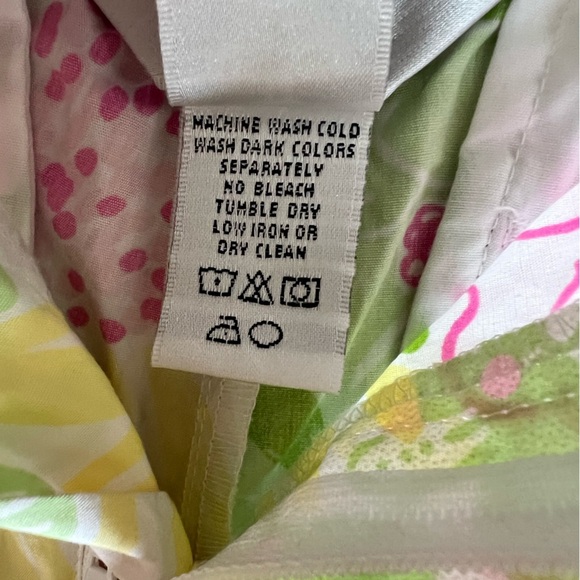 MACHINE WASH COLD
WASH DARK COLORS
SEPARATELY
NO BLEACH
TUMBLE DRY
LOW IRON OR
DRY CLEAN